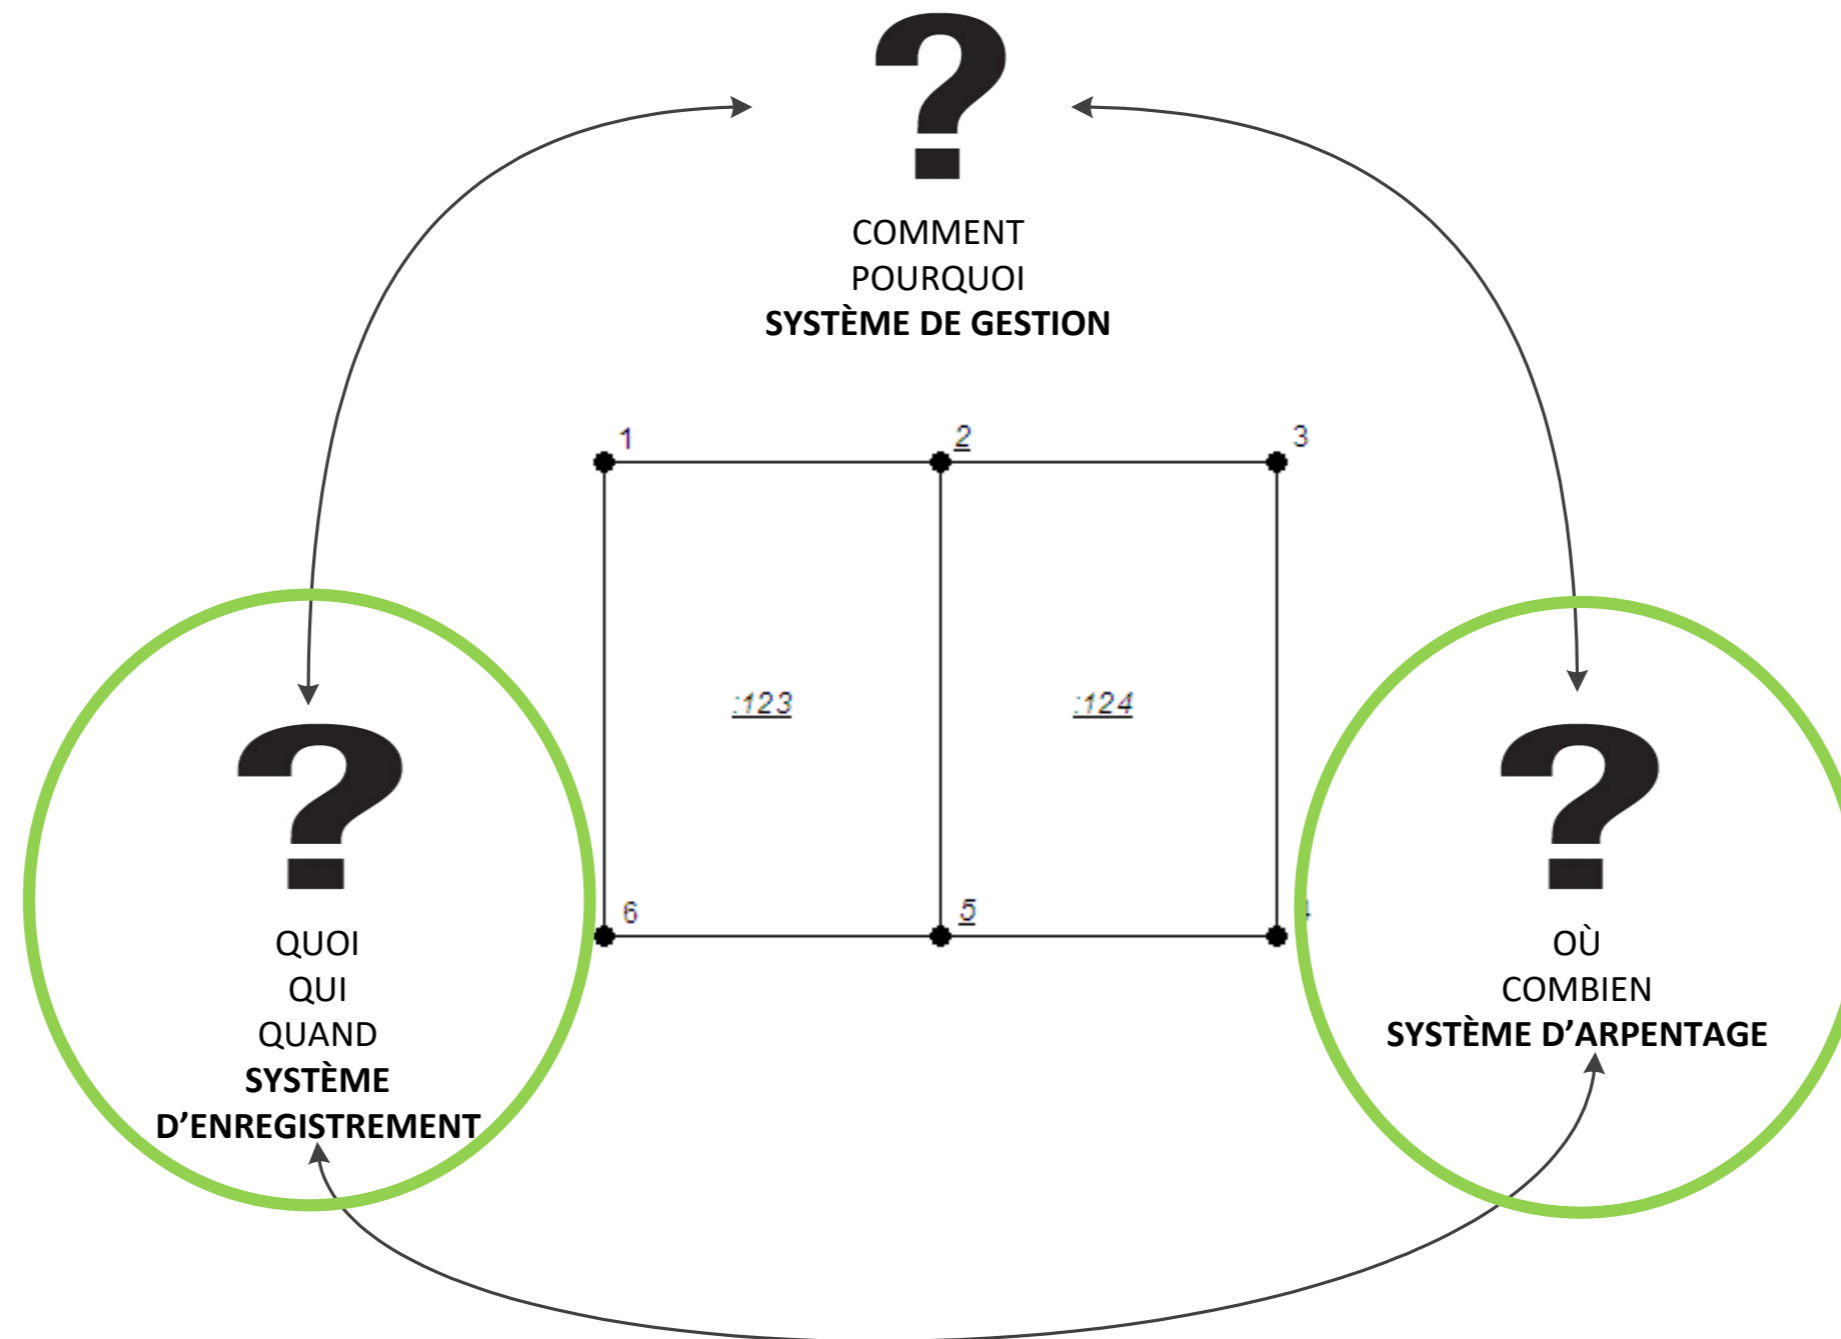 ?
COMMENT
POURQUOI
SYSTÈME DE GESTION
1
2
3
:123
:124
6
5
?
QUOI
QUI
QUAND
SYSTÈME
D'ENREGISTREMENT
?
OÙ
COMBIEN
SYSTÈME D'ARPENTAGE